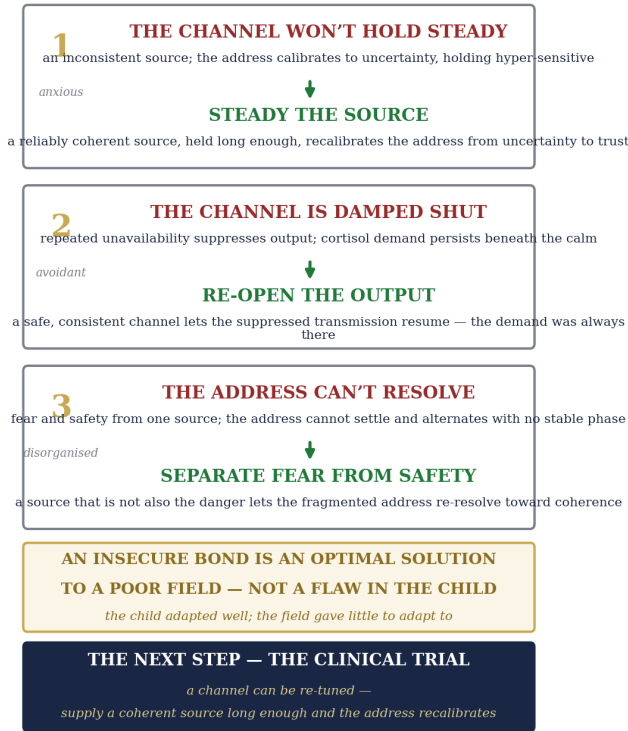 1
THE CHANNEL WON’T HOLD STEADY
an inconsistent source; the address calibrates to uncertainty, holding hyper-sensitive
anxious
STEADY THE SOURCE
a reliably coherent source, held long enough, recalibrates the address from uncertainty to trust
2
THE CHANNEL IS DAMPED SHUT
repeated unavailability suppresses output; cortisol demand persists beneath the calm
avoidant
RE-OPEN THE OUTPUT
a safe, consistent channel lets the suppressed transmission resume — the demand was always
there
3
THE ADDRESS CAN’T RESOLVE
fear and safety from one source; the address cannot settle and alternates with no stable phase
disorganised
SEPARATE FEAR FROM SAFETY
a source that is not also the danger lets the fragmented address re-resolve toward coherence
AN INSECURE BOND IS AN OPTIMAL SOLUTION
TO A POOR FIELD — NOT A FLAW IN THE CHILD
the child adapted well; the field gave little to adapt to
THE NEXT STEP — THE CLINICAL TRIAL
a channel can be re-tuned —
supply a coherent source long enough and the address recalibrates